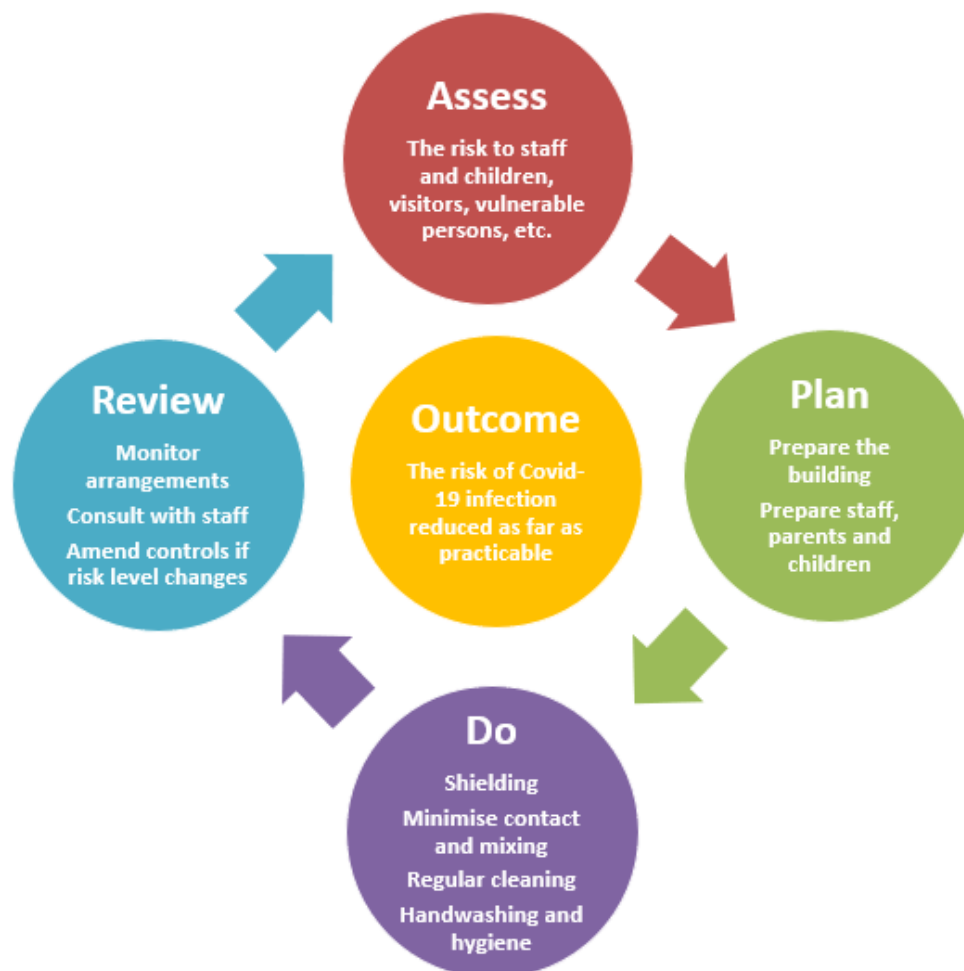 Assess
The risk to staff
and children,
visitors, vulnerable
persons, etc.
Review
Monitor
arrangements
Consult with staff
Amend controls if
risk level changes
Outcome
The risk of Covid-
19 infection
reduced as far as
practicable
Plan
Prepare the
building
Prepare staff,
parents and
children
Do
Shielding
Minimise contact
and mixing
Regular cleaning
Handwashing and
hygiene